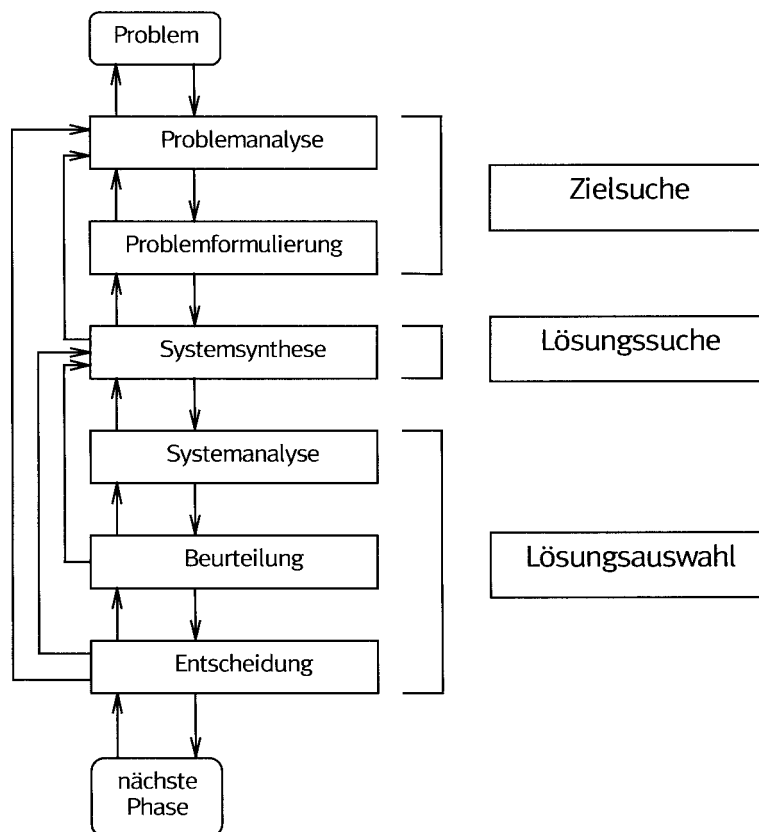 Problem
Problemanalyse
Zielsuche
Problemformulierung
Systemsynthese
Lösungssuche
Systemanalyse
Beurteilung
Lösungsauswahl
Entscheidung
nächste
Phase